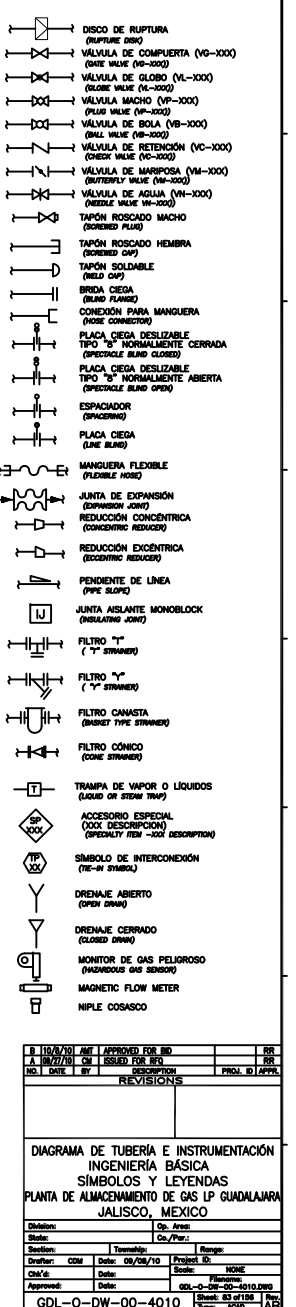 DISCO DE RUPTURA
(RUPTURE DISK)
VÁLVULA DE COMPUERTA (VG-XXX)
(GATE VALVE (VG-XXX))
VÁLVULA DE GLOBO (VL-XXX)
(GLOBE VALVE (VL-XXX))
VÁLVULA MACHO (VP-XXX)
(PLUG VALVE (VP-XXX))
VÁLVULA DE BOLA (VB-XXX)
(BALL VALVE (VB-XXX))
VÁLVULA DE RETENCIÓN (VC-XXX)
(CHECK VALVE (VC-XXX))
VÁLVULA DE MARIPOSA (VM-XXX)
(BUTTERFLY VALVE (VM-XXX))
VÁLVULA DE AGUJA (VN-XXX)
(NEEDLE VALVE VN-XXX))
TAPÓN ROSCADO MACHO
(SCREWED PLUG)
TAPÓN ROSCADO HEMBRA
(SCREWED CAP)
TAPÓN SOLDABLE
(WELD CAP)
BRIDA CIEGA
(BLIND FLANGE)
CONEXIÓN PARA MANGUERA
(HOSE CONNECTOR)
PLACA CIEGA DESLIZABLE
TIPO "8" NORMALMENTE CERRADA
(SPECTACLE BLIND CLOSED)
PLACA CIEGA DESLIZABLE
TIPO "8" NORMALMENTE ABIERTA
(SPECTACLE BLIND OPEN)
ESPACIADOR
(SPACERING)
PLACA CIEGA
(LINE BLIND)
MANGUERA FLEXIBLE
(FLEXIBLE HOSE)
JUNTA DE EXPANSIÓN
(EXPANSION JOINT)
REDUCCIÓN CONCÉNTRICA
(CONCENTRIC REDUCER)
REDUCCIÓN EXCÉNTRICA
(ECCENTRIC REDUCER)
PENDIENTE DE LÍNEA
(PIPE SLOPE)
IJ
JUNTA AISLANTE MONOBLOCK
(INSULATING JOINT)
FILTRO "T"
( "T" STRAINER)
FILTRO "Y"
( "Y" STRAINER)
FILTRO CANASTA
(BASKET TYPE STRAINER)
FILTRO CÓNICO
(CONE STRAINER)
T
TRAMPA DE VAPOR O LÍQUIDOS
(LIQUID OR STEAM TRAP)
SP
XXX
ACCESORIO ESPECIAL
(XXX DESCRIPCION)
(SPECIALTY ITEM -XXX DESCRIPTION)
TP
XX
SÍMBOLO DE INTERCONEXIÓN
(TIE-IN SYMBOL)
DRENAJE ABIERTO
(OPEN DRAIN)
DRENAJE CERRADO
(CLOSED DRAIN)
MONITOR DE GAS PELIGROSO
(HAZARDOUS GAS SENSOR)
MAGNETIC FLOW METER
NIPLE COSASCO
B 10/8/10 AMT APPROVED FOR BID RR
A 09/27/10 CM ISSUED FOR RFQ RR
NO. DATE BY DESCRIPTION PROJ. ID APPR.
REVISIONS
DIAGRAMA DE TUBERÍA E INSTRUMENTACIÓN
INGENIERÍA BÁSICA
SÍMBOLOS Y LEYENDAS
PLANTA DE ALMACENAMIENTO DE GAS LP GUADALAJARA
JALISCO, MEXICO
Division: Op. Area:
State: Co./Par.:
Section: Township: Range:
Drafter: CDM Date: 09/08/10 Project ID:
Chk'd: Date: Scale: NONE
Approved: Date: Filename:
GDL-O-DW-00-4010.DWG
GDL-O-DW-00-4010 Sheet: 83 of 156 Rev.
Type: ACAD AB